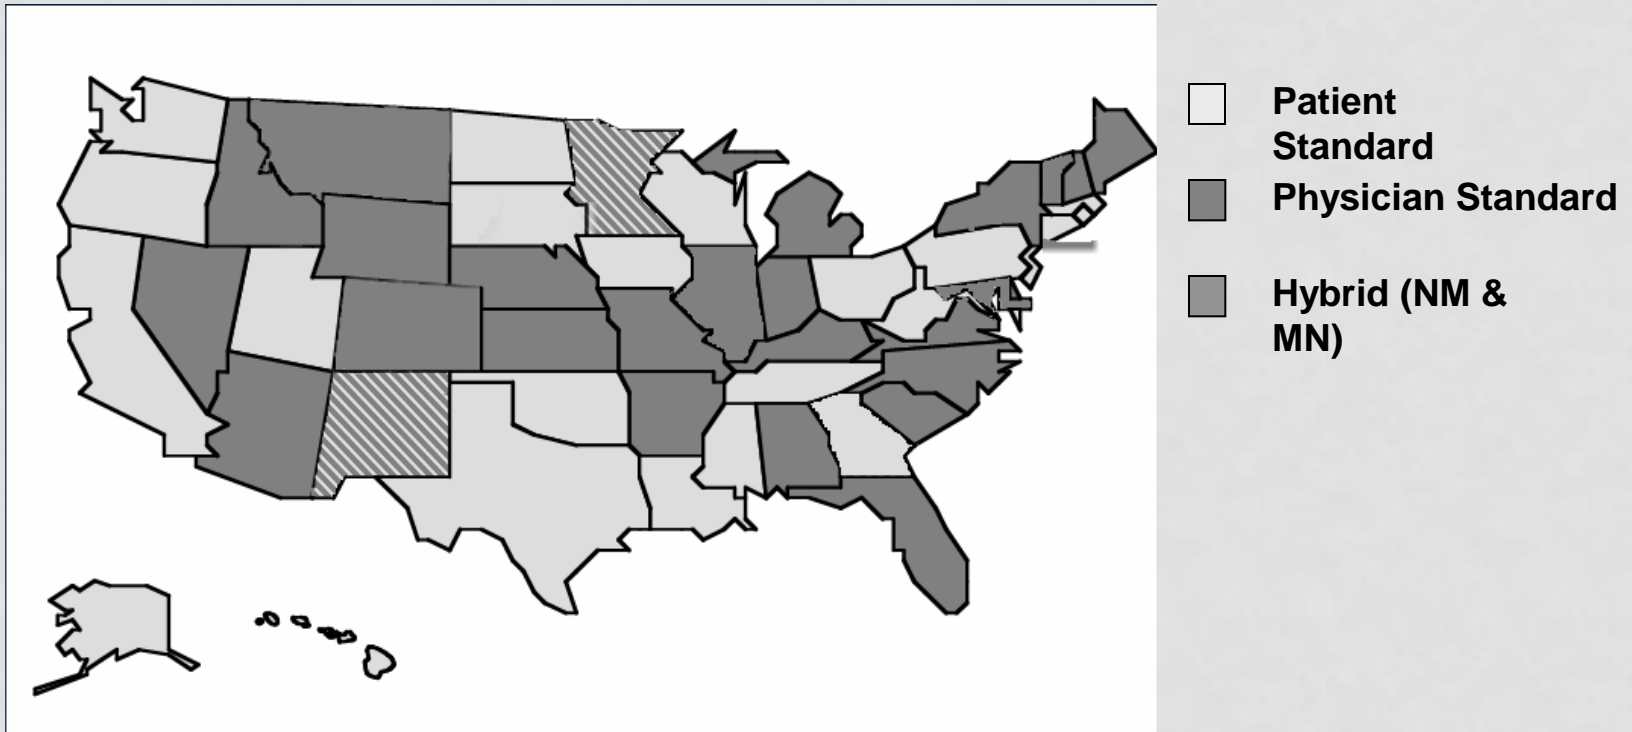 Patient
Standard
Physician Standard
Hybrid (NM &
MN)